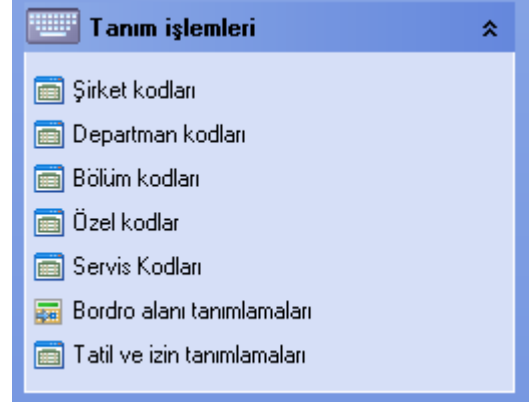 Tanım işlemleri
Şirket kodları
Departman kodları
Bölüm kodları
Özel kodlar
Servis Kodları
Bordro alanı tanımlamaları
Tatil ve izin tanımlamaları